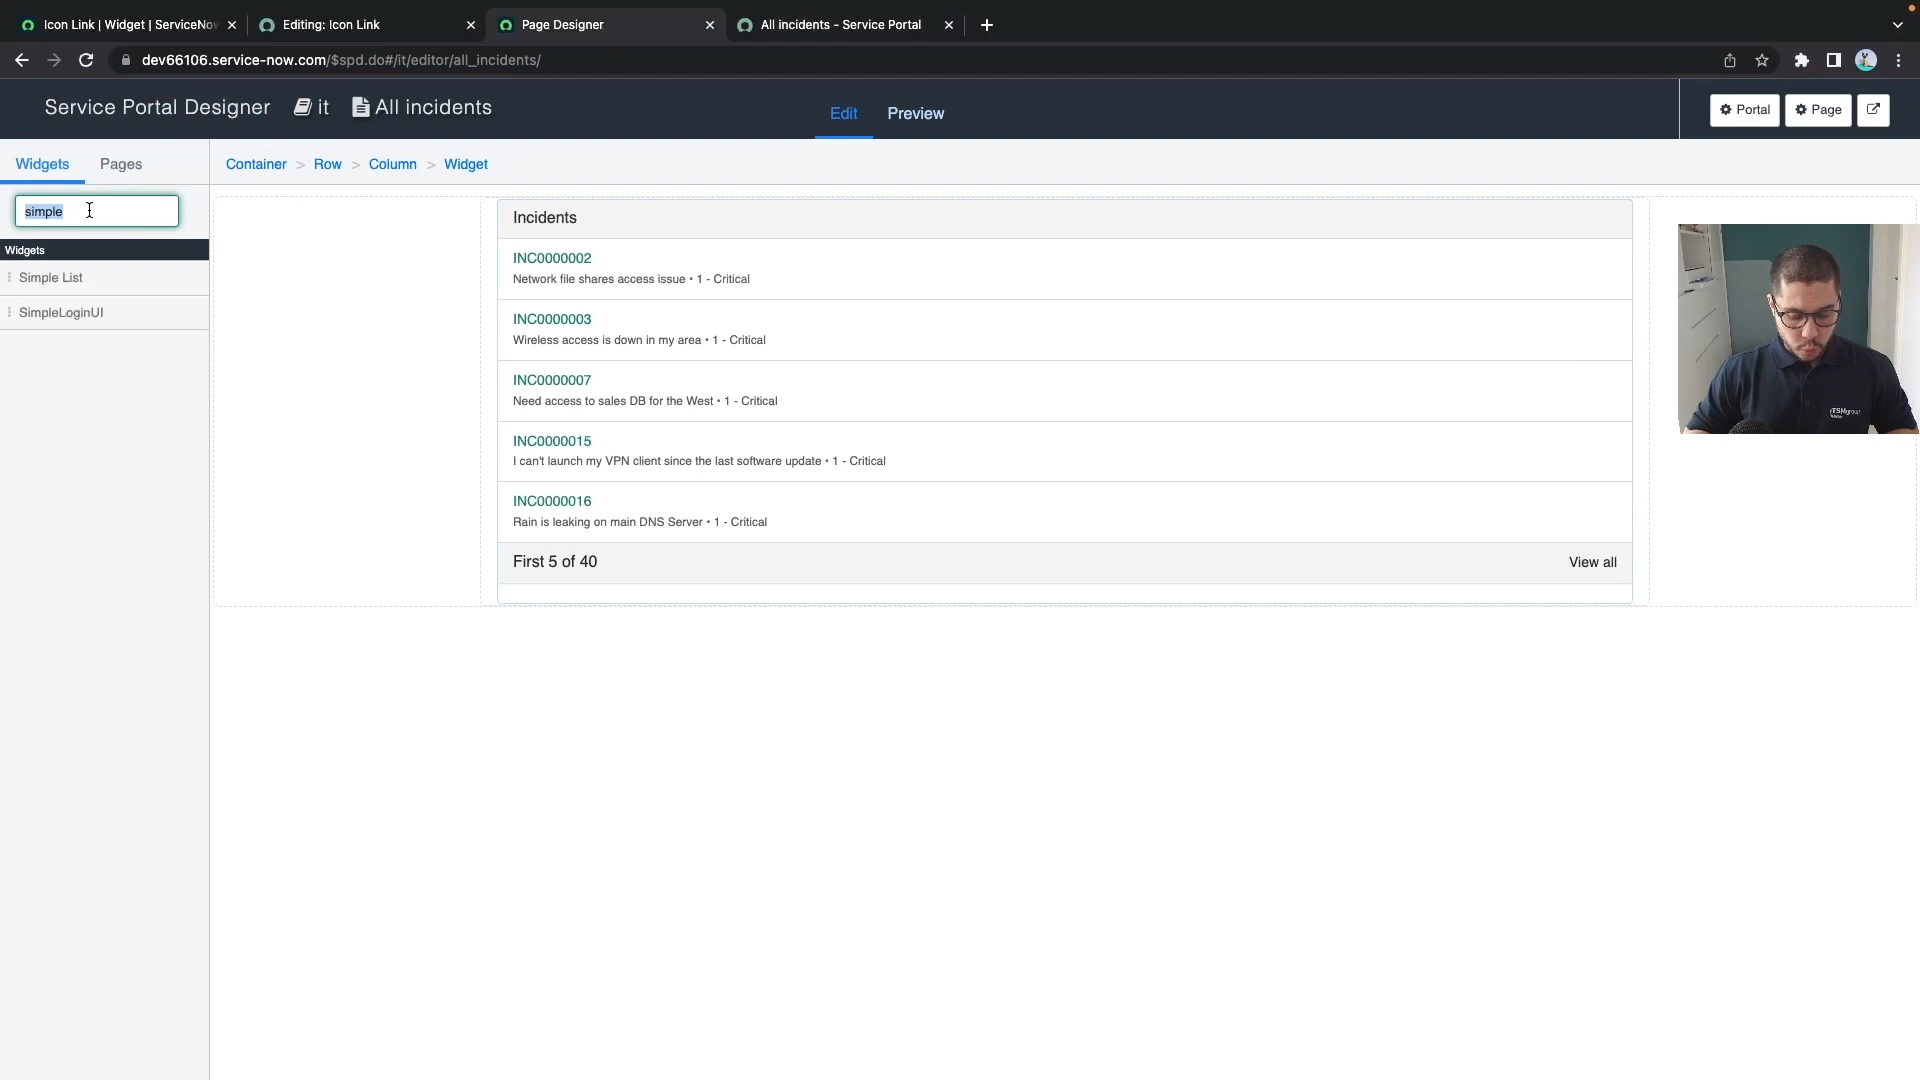 Icon Link | Widget | ServiceNow
Editing: Icon Link
Page Designer
All incidents - Service Portal
dev66106.service-now.com/$spd.do#/it/editor/all_incidents/
Service Portal Designer it All incidents
Edit Preview
Portal Page
Widgets Pages
Container > Row > Column > Widget
simple
Widgets
Simple List
SimpleLoginUI
Incidents
INC0000002
Network file shares access issue • 1 - Critical
INC0000003
Wireless access is down in my area • 1 - Critical
INC0000007
Need access to sales DB for the West • 1 - Critical
INC0000015
I can't launch my VPN client since the last software update • 1 - Critical
INC0000016
Rain is leaking on main DNS Server • 1 - Critical
First 5 of 40 View all